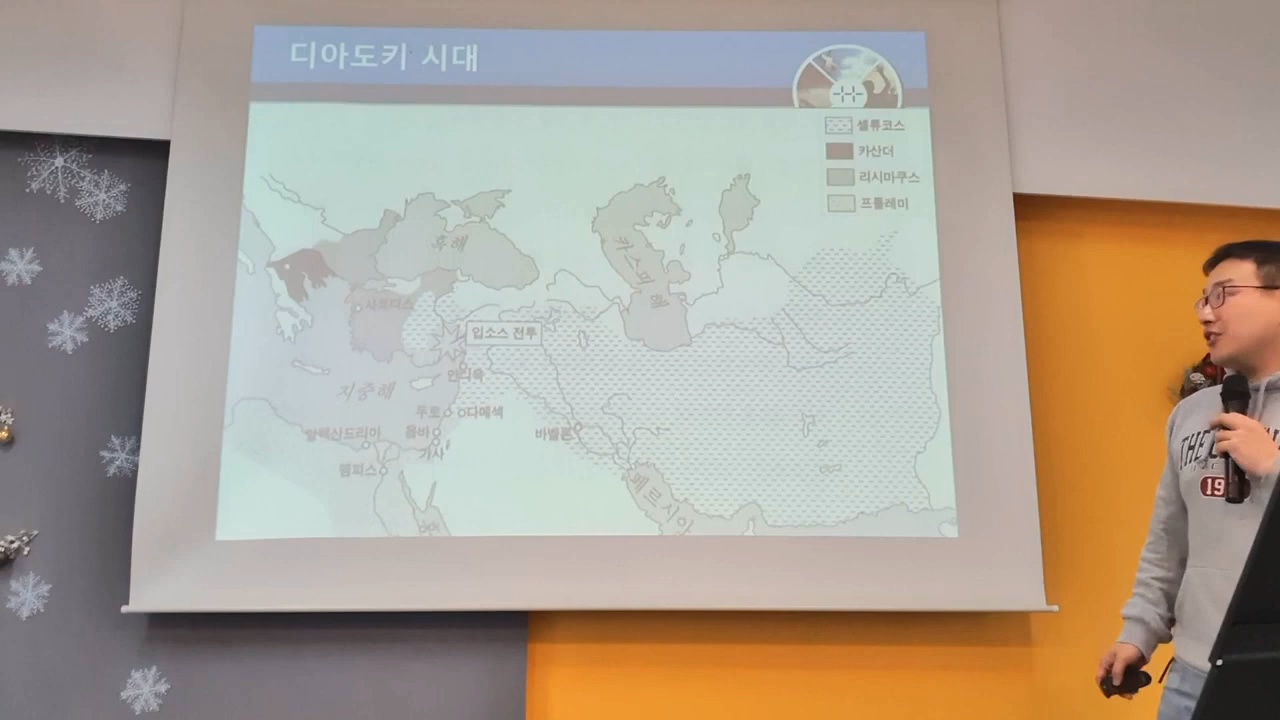 디아도키 시대
셀류코스
카산더
리시마쿠스
프톨레미
흑해
카스피해
사르디스
입소스 전투
안디옥
지중해
두로
다메섹
알렉산드리아
욥바
바벨론
가사
멤피스
페르시아
THE
19